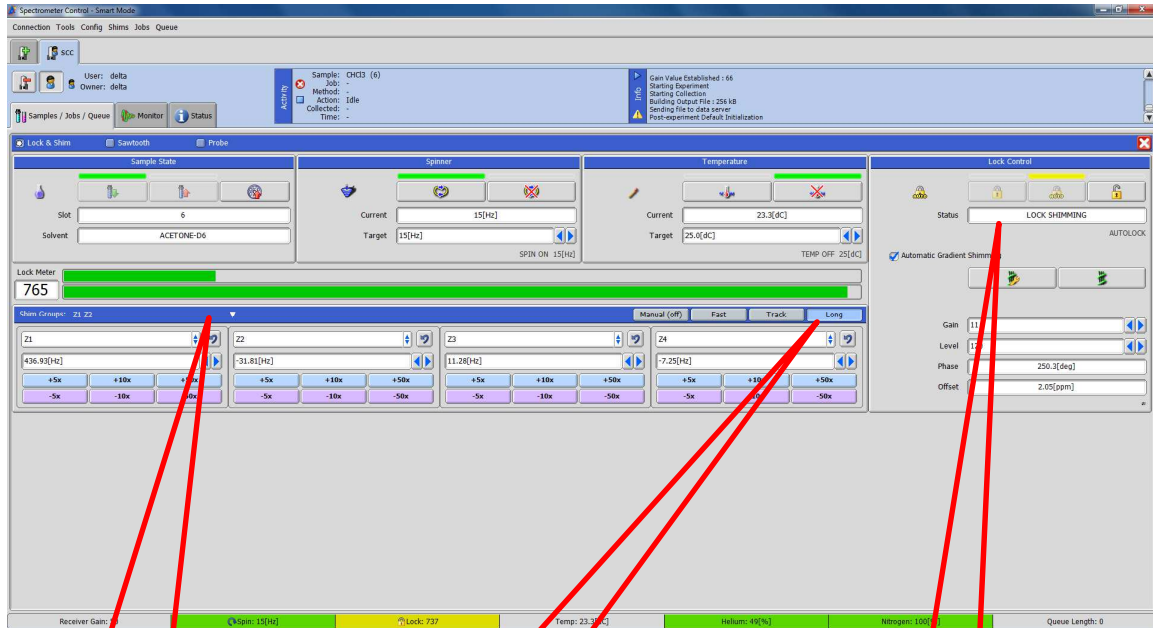 Spectrometer Control - Smart Mode
Connection Tools Config Shims Jobs Queue
scc
User: delta
Owner: delta
Samples / Jobs / Queue
Monitor
Status
Activity
Sample: CHCl3 (6)
Job: -
Method: -
Action: Idle
Collected: -
Time: -
Info
Gain Value Established : 66
Starting Experiment
Starting Collection
Building Output File : 256 kB
Sending file to data server
Post-experiment Default Initialization
Lock & Shim Sawtooth Probe
Sample State
Slot 6
Solvent ACETONE-D6
Spinner
Current 15[Hz]
Target 15[Hz]
SPIN ON 15[Hz]
Temperature
Current 23.3[dC]
Target 25.0[dC]
TEMP OFF 25[dC]
Lock Control
Status LOCK SHIMMING
AUTOLOCK
Automatic Gradient Shimming
Gain
Level
Phase 250.3[deg]
Offset 2.05[ppm]
Lock Meter
765
Shim Groups: Z1 Z2
Manual (off) Fast Track Long
Z1 Z2 Z3 Z4
436.93[Hz] -31.81[Hz] 11.28[Hz] -7.25[Hz]
+5x +10x +50x +5x +10x +50x +5x +10x +50x +5x +10x +50x
-5x -10x -50x -5x -10x -50x -5x -10x -50x -5x -10x -50x
Receiver Gain: Spin: 15[Hz] Lock: 737 Temp: 23.3[dC] Helium: 49[%] Nitrogen: 100[%] Queue Length: 0